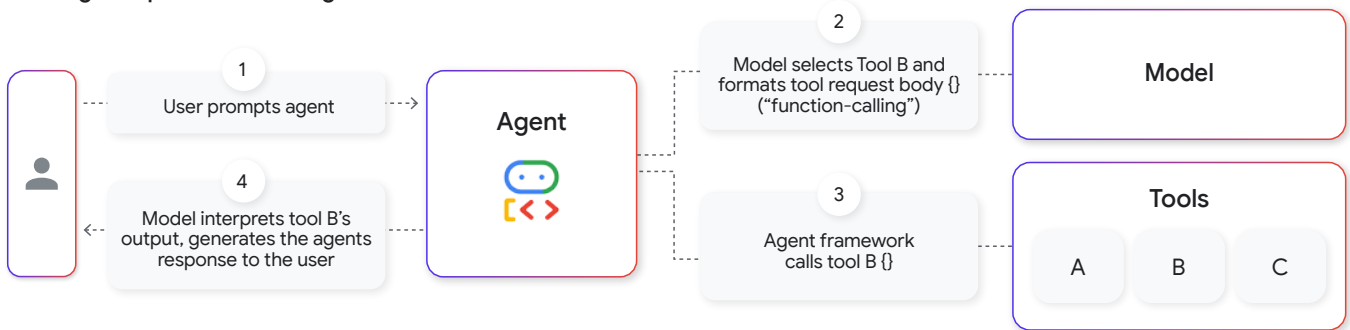 1
User prompts agent
4
Model interprets tool B's
output, generates the agents
response to the user
Agent
2
Model selects Tool B and
formats tool request body {}
(“function-calling”)
3
Agent framework
calls tool B {}
Model
Tools
A B C